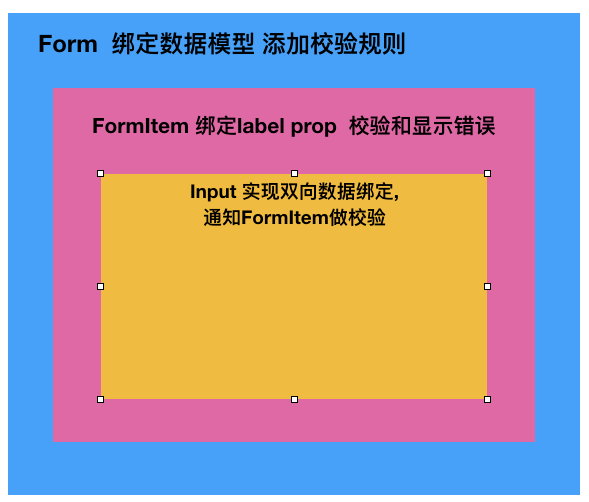 Form 绑定数据模型 添加校验规则
FormItem 绑定label prop 校验和显示错误
Input 实现双向数据绑定,
通知FormItem做校验